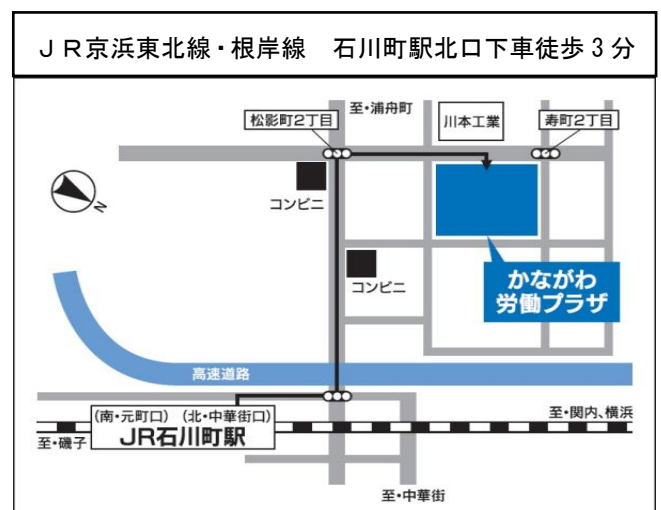 ＪＲ京浜東北線・根岸線　石川町駅北口下車徒歩３分
至・浦舟町
川本工業
松影町2丁目
寿町2丁目
N
コンビニ
コンビニ
かながわ
労働プラザ
高速道路
(南・元町口) (北・中華街口)
JR石川町駅
至・関内、横浜
至・磯子
至・中華街